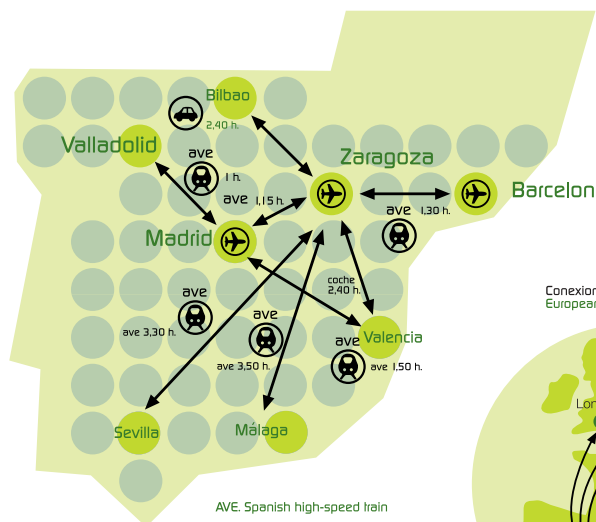 Bilbao
2,40 h.
Valladolid
ave
1 h.
Zaragoza
ave 1,15 h.
Barcelon
ave 1,30 h.
Madrid
coche
2,40 h.
Conexion
European
ave
ave 3,30 h.
ave
ave 3,50 h.
Valencia
ave
ave 1,50 h.
Lon
Sevilla
Málaga
AVE. Spanish high-speed train